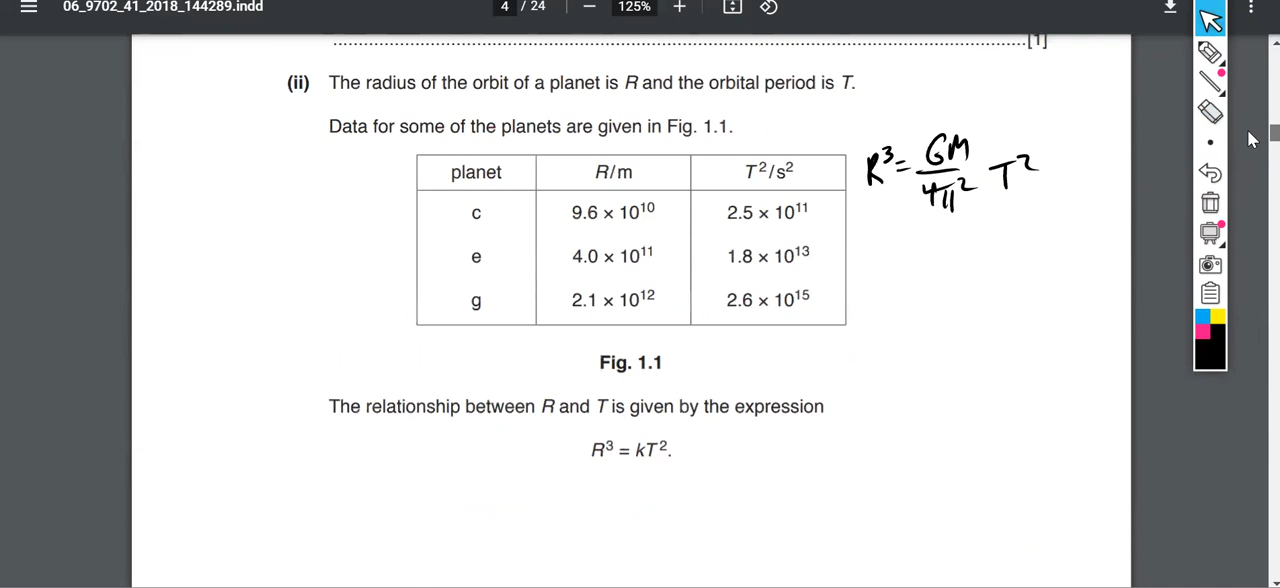 06_9702_41_2018_144289.indd 4 / 24 − 125% +
[1]
(ii) The radius of the orbit of a planet is R and the orbital period is T.
Data for some of the planets are given in Fig. 1.1.
planet R/m T²/s²
c 9.6 × 10¹⁰ 2.5 × 10¹¹
e 4.0 × 10¹¹ 1.8 × 10¹³
g 2.1 × 10¹² 2.6 × 10¹⁵
R³ = GM/4π² T²
Fig. 1.1
The relationship between R and T is given by the expression
R³ = kT².